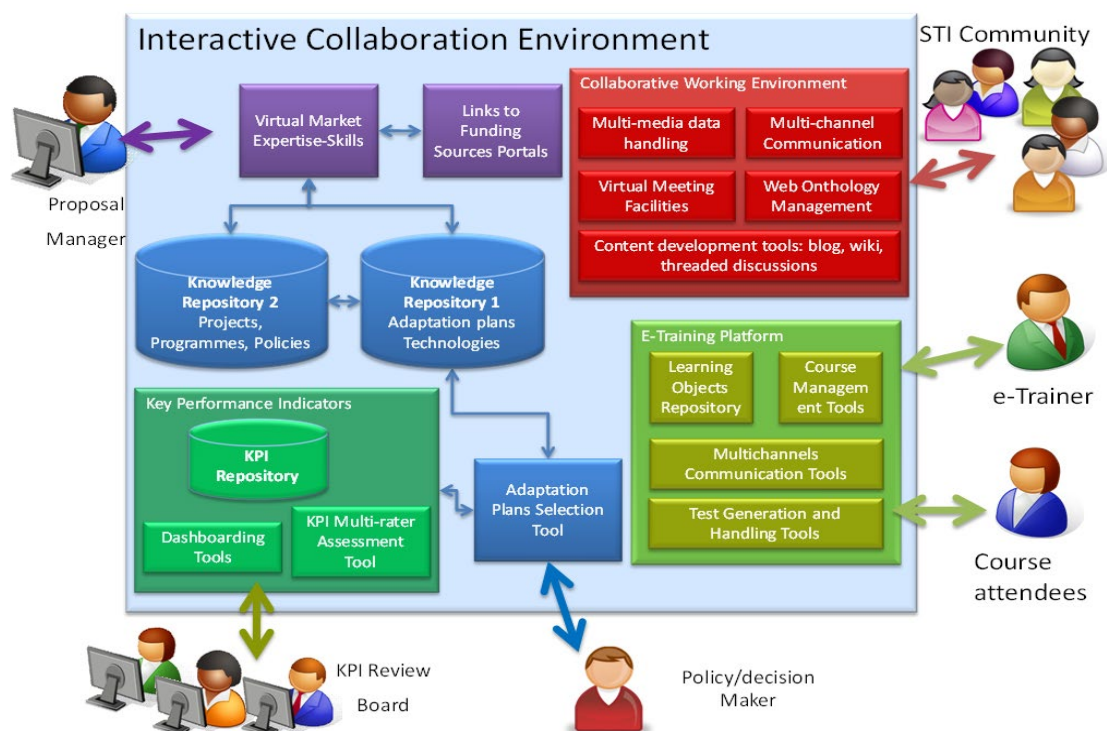 Interactive Collaboration Environment
STI Community
Proposal
Manager
Virtual Market
Expertise-Skills
Links to
Funding
Sources Portals
Collaborative Working Environment
Multi-media data
handling
Multi-channel
Communication
Virtual Meeting
Facilities
Web Onthology
Management
Content development tools: blog, wiki,
threaded discussions
Knowledge
Repository 2
Projects,
Programmes, Policies
Knowledge
Repository 1
Adaptation plans
Technologies
E-Training Platform
Learning
Objects
Repository
Course
Managem
ent Tools
Multichannels
Communication Tools
Test Generation and
Handling Tools
e-Trainer
Course
attendees
Key Performance Indicators
KPI
Repository
Dashboarding
Tools
KPI Multi-rater
Assessment
Tool
Adaptation
Plans Selection
Tool
KPI Review
Board
Policy/decision
Maker